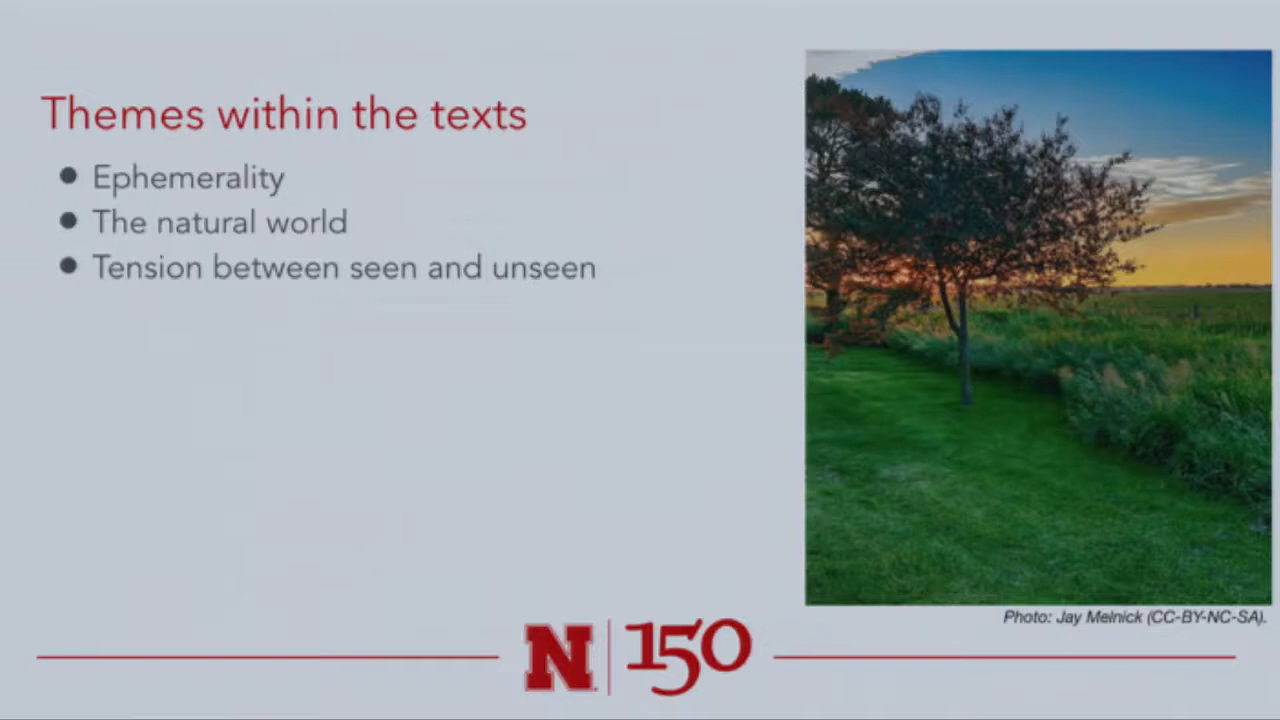 Themes within the texts
● Ephemerality
● The natural world
● Tension between seen and unseen
Photo: Jay Melnick (CC-BY-NC-SA).
N 150